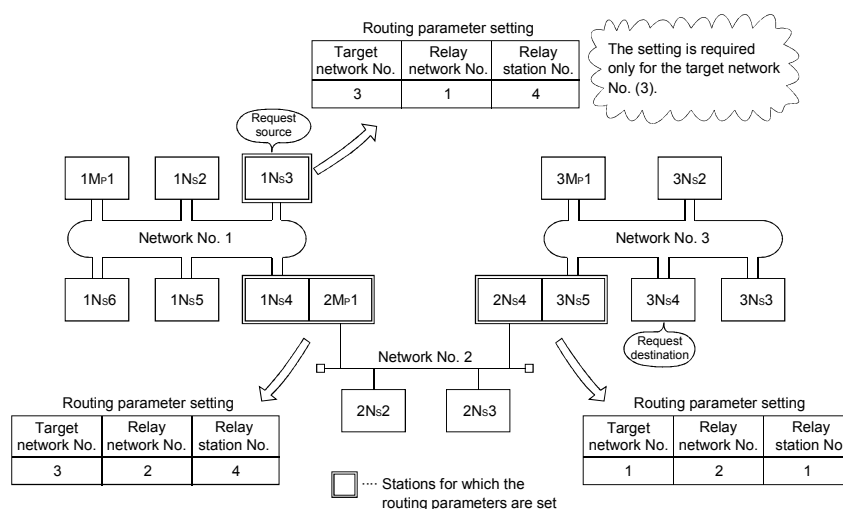 Routing parameter setting
Target network No.
Relay network No.
Relay station No.
3
1
4
The setting is required
only for the target network
No. (3).
Request
source
1MP1
1NS2
1NS3
3MP1
3NS2
Network No. 1
Network No. 3
1NS6
1NS5
1NS4
2MP1
2NS4
3NS5
3NS4
3NS3
Request
destination
Network No. 2
2NS2
2NS3
Routing parameter setting
Target network No.
Relay network No.
Relay station No.
3
2
4
Routing parameter setting
Target network No.
Relay network No.
Relay station No
1
2
1
···· Stations for which the
routing parameters are set